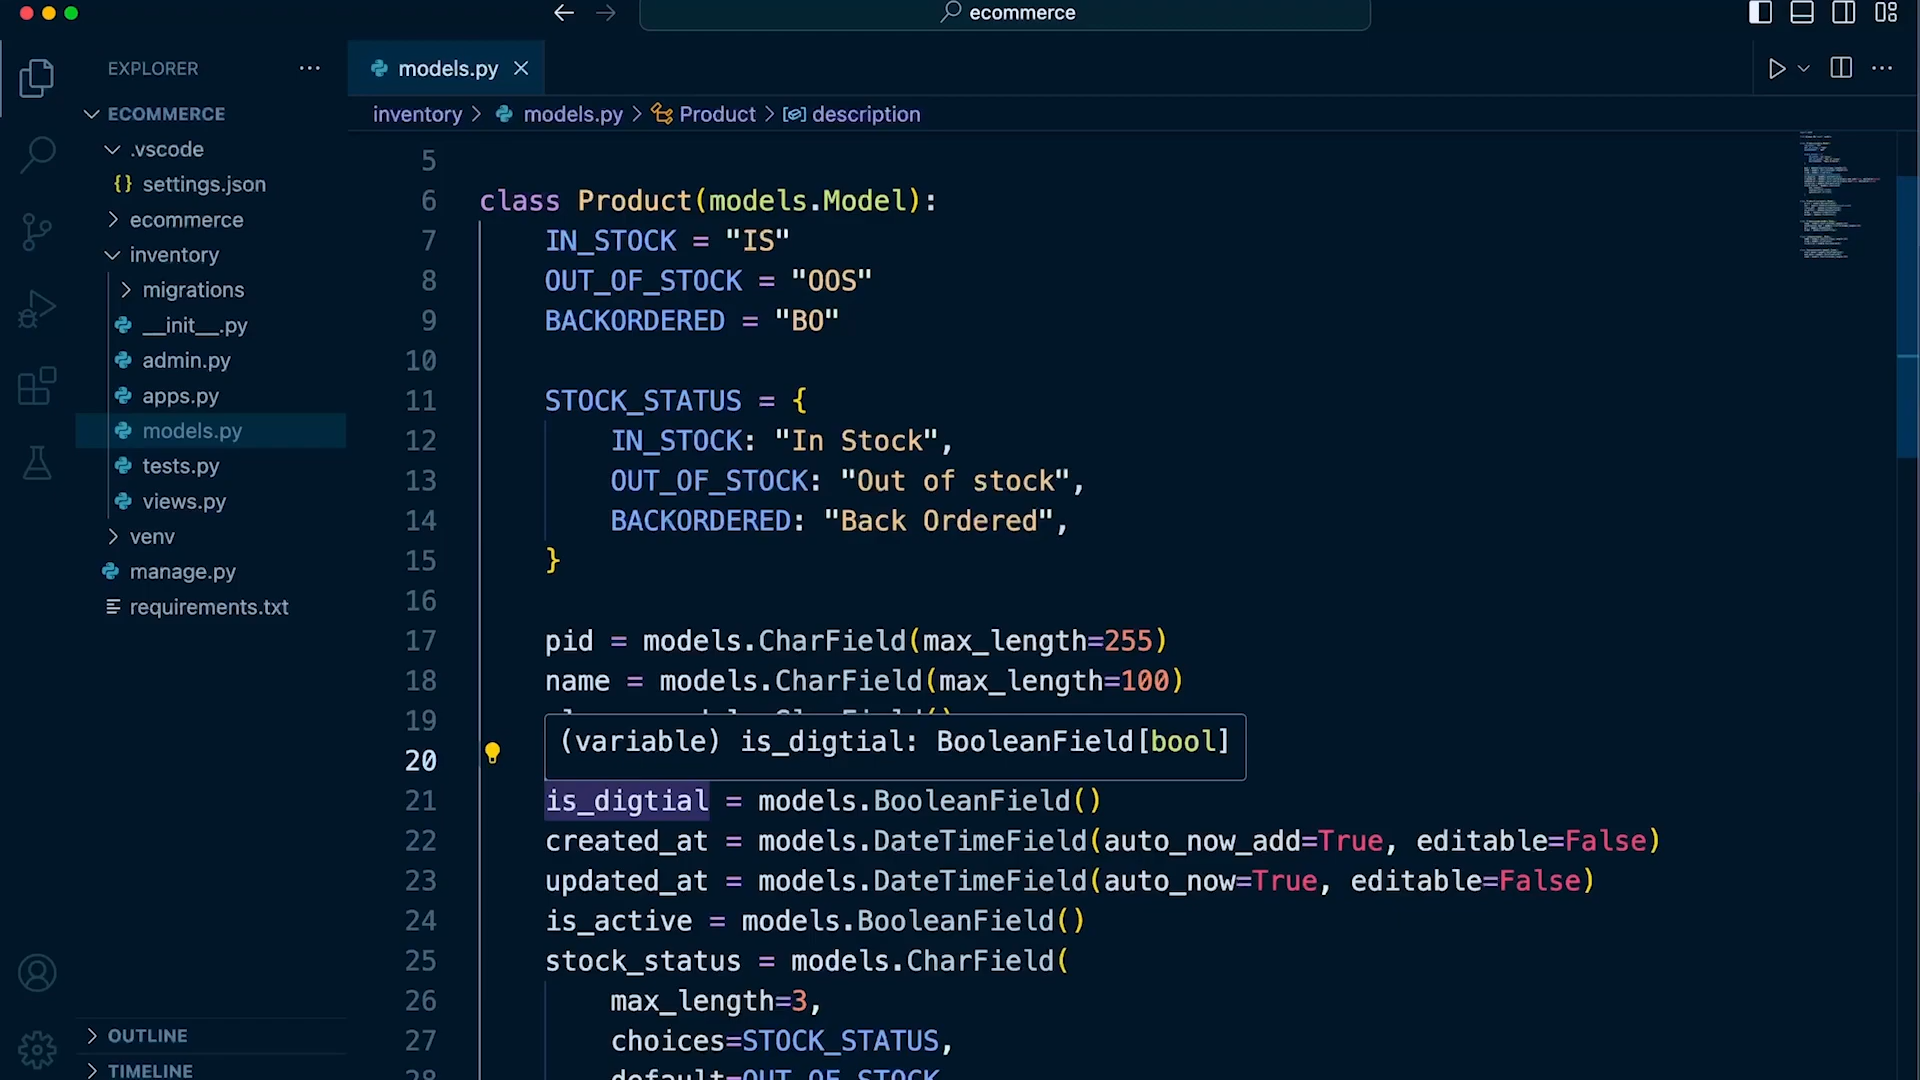 ecommerce
EXPLORER
models.py
ECOMMERCE
inventory > models.py > Product > description
.vscode
{} settings.json
ecommerce
inventory
migrations
__init__.py
admin.py
apps.py
models.py
tests.py
views.py
venv
manage.py
requirements.txt
OUTLINE
TIMELINE
5
6 class Product(models.Model):
7 IN_STOCK = "IS"
8 OUT_OF_STOCK = "OOS"
9 BACKORDERED = "BO"
10
11 STOCK_STATUS = {
12 IN_STOCK: "In Stock",
13 OUT_OF_STOCK: "Out of stock",
14 BACKORDERED: "Back Ordered",
15 }
16
17 pid = models.CharField(max_length=255)
18 name = models.CharField(max_length=100)
19
(variable) is_digtial: BooleanField[bool]
20
21 is_digtial = models.BooleanField()
22 created_at = models.DateTimeField(auto_now_add=True, editable=False)
23 updated_at = models.DateTimeField(auto_now=True, editable=False)
24 is_active = models.BooleanField()
25 stock_status = models.CharField(
26 max_length=3,
27 choices=STOCK_STATUS,
28 default=OUT_OF_STOCK